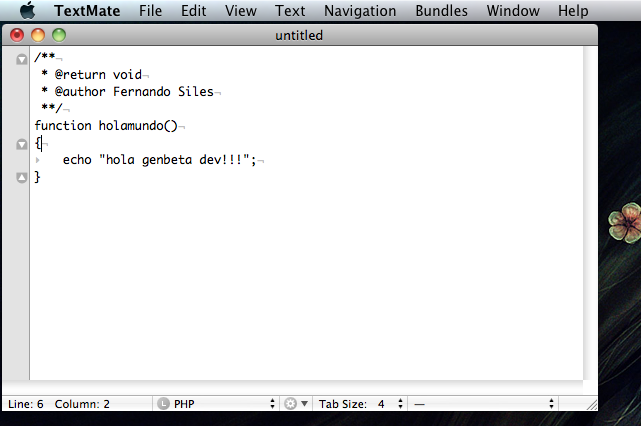 TextMate File Edit View Text Navigation Bundles Window Help
untitled
/**
 * @return void
 * @author Fernando Siles
 **/
function holamundo()
{
    echo "hola genbeta dev!!!";
}
Line: 6 Column: 2 L PHP Tab Size: 4 —